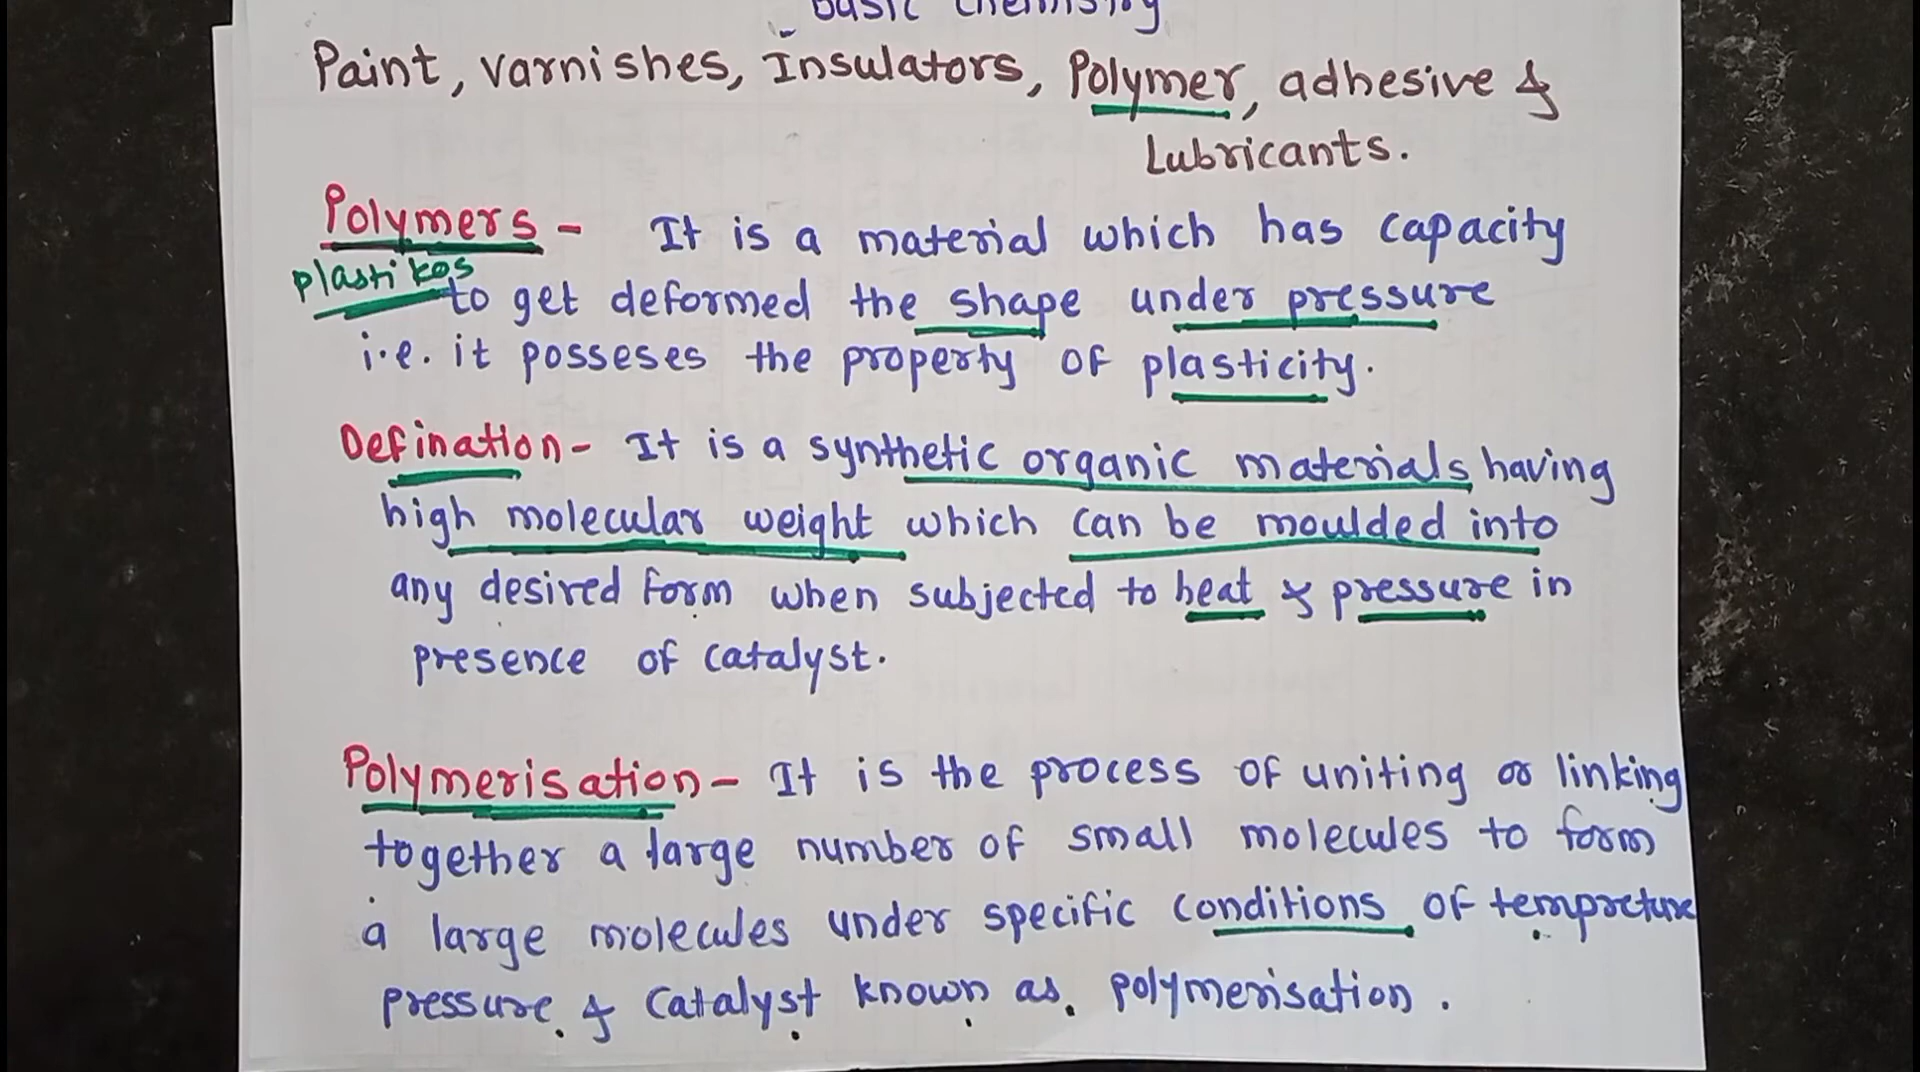 Basic Chemistry
Paint, varnishes, Insulators, Polymer, adhesive &
Lubricants.
Polymers - It is a material which has capacity
plastikos
to get deformed the shape under pressure
i.e. it posseses the property of plasticity.
Defination - It is a synthetic organic materials having
high molecular weight which can be moulded into
any desired form when subjected to heat & pressure in
presence of catalyst.
Polymerisation - It is the process of uniting or linking
together a large number of small molecules to form
a large molecules under specific conditions of tempreture
pressure & catalyst known as polymerisation.